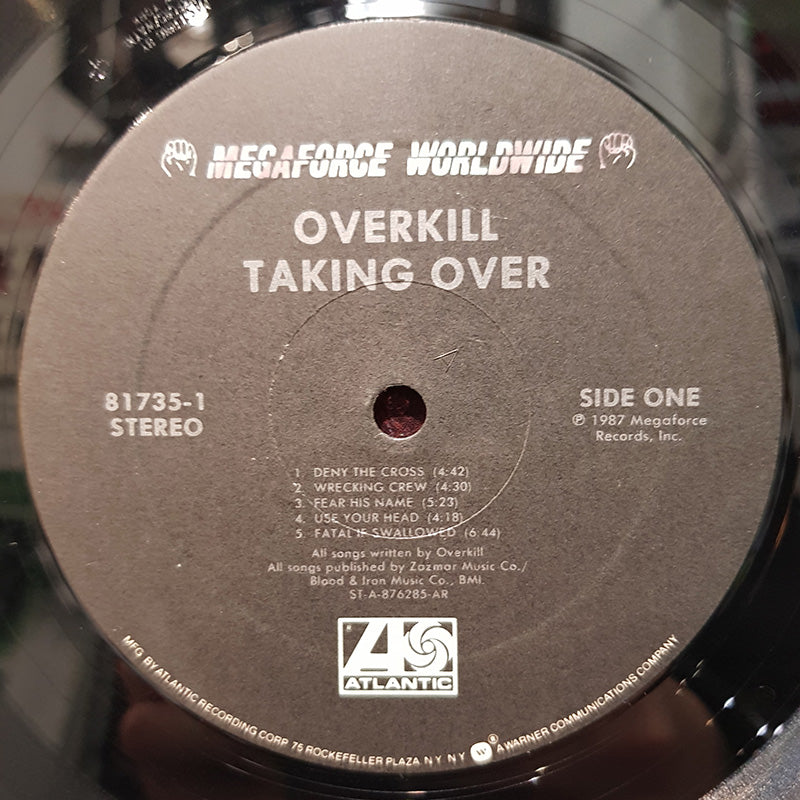 MEGAFORCE WORLDWIDE
OVERKILL
TAKING OVER
81735-1
STEREO
SIDE ONE
℗ 1987 Megaforce
Records, Inc.
1. DENY THE CROSS (4:42)
2. WRECKING CREW (4:30)
3. FEAR HIS NAME (5:23)
4. USE YOUR HEAD (4:18)
5. FATAL IF SWALLOWED (6:44)
All songs written by Overkill
All songs published by Zazmar Music Co./
Blood & Iron Music Co., BMI.
ST-A-876285-AR
ATLANTIC
MFG BY ATLANTIC RECORDING CORP 75 ROCKEFELLER PLAZA N Y N Y ® A WARNER COMMUNICATIONS COMPANY